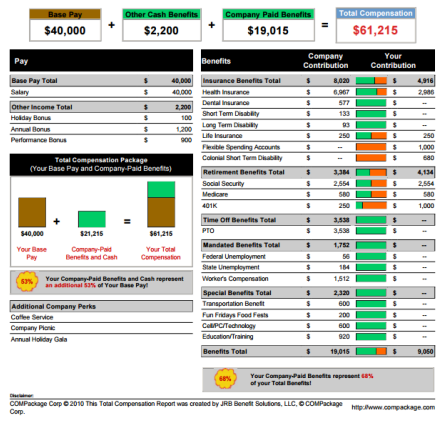 Base Pay
$40,000
+
Other Cash Benefits
$2,200
+
Company Paid Benefits
$19,015
=
Total Compensation
$61,215
Pay
Base Pay Total $ 40,000
Salary $ 40,000
Other Income Total $ 2,200
Holiday Bonus $ 100
Annual Bonus $ 1,200
Performance Bonus $ 900
Total Compensation Package
(Your Base Pay and Company-Paid Benefits)
+ =
$40,000 $21,215 $61,215
Your Base Company-Paid Your Total
Pay Benefits and Cash Compensation
53%
Your Company-Paid Benefits and Cash represent
an additional 53% of Your Base Pay!
Additional Company Perks
Coffee Service
Company Picnic
Annual Holiday Gala
Benefits Company Contribution Your Contribution
Insurance Benefits Total $ 8,020 $ 4,916
Health Insurance $ 6,967 $ 2,986
Dental Insurance $ 577 $ --
Short Term Disability $ 133 $ --
Long Term Disability $ 93 $ --
Life Insurance $ 250 $ 250
Flexible Spending Accounts $ -- $ 1,000
Colonial Short Term Disability $ -- $ 680
Retirement Benefits Total $ 3,384 $ 4,134
Social Security $ 2,554 $ 2,554
Medicare $ 580 $ 580
401K $ 250 $ 1,000
Time Off Benefits Total $ 3,538 $ --
PTO $ 3,538 $ --
Mandated Benefits Total $ 1,752 $ --
Federal Unemployment $ 56 $ --
State Unemployment $ 184 $ --
Worker's Compensation $ 1,512 $ --
Special Benefits Total $ 2,320 $ --
Transportation Benefit $ 600 $ --
Fun Fridays Food Fests $ 200 $ --
Cell/PC/Technology $ 600 $ --
Education/Training $ 920 $ --
Benefits Total $ 19,015 $ 9,050
68%
Your Company-Paid Benefits represent 68%
of your Total Benefits!
Disclaimer:
COMPackage Corp © 2010 This Total Compensation Report was created by JRB Benefit Solutions, LLC, © COMPackage
Corp.
http://www.compackage.com